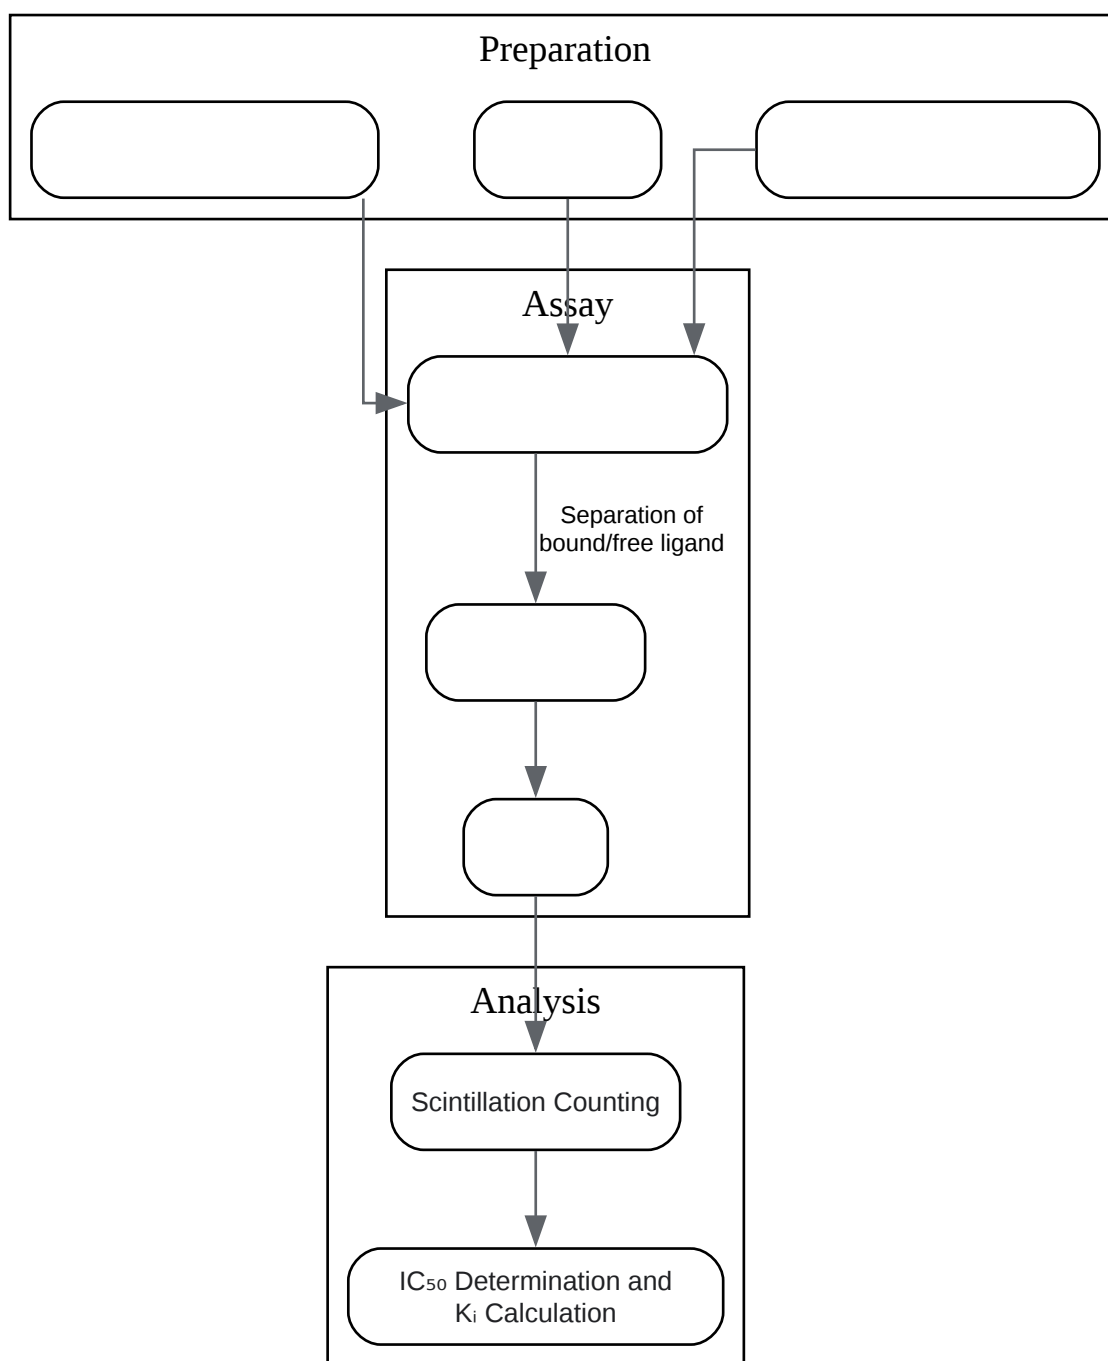 Preparation
Assay
Separation of
bound/free ligand
Analysis
Scintillation Counting
IC₅₀ Determination and
Kᵢ Calculation